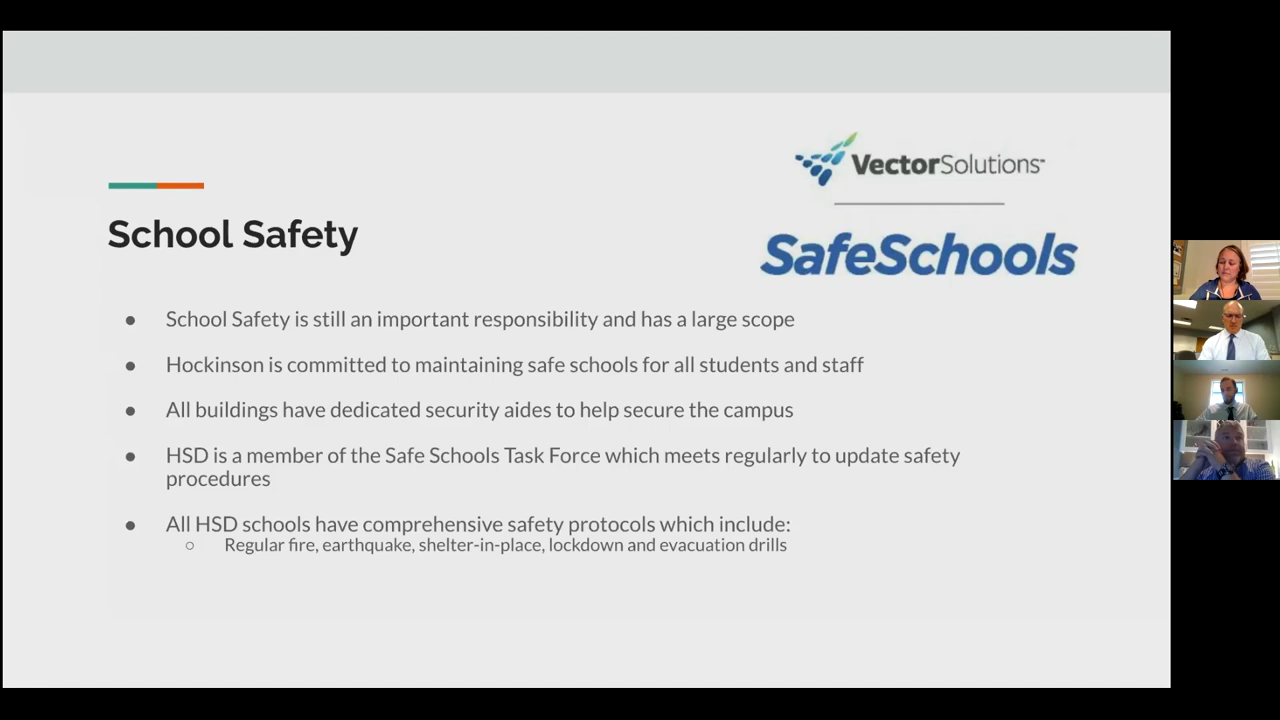 VectorSolutions
SafeSchools
School Safety
● School Safety is still an important responsibility and has a large scope
● Hockinson is committed to maintaining safe schools for all students and staff
● All buildings have dedicated security aides to help secure the campus
● HSD is a member of the Safe Schools Task Force which meets regularly to update safety
procedures
● All HSD schools have comprehensive safety protocols which include:
○ Regular fire, earthquake, shelter-in-place, lockdown and evacuation drills